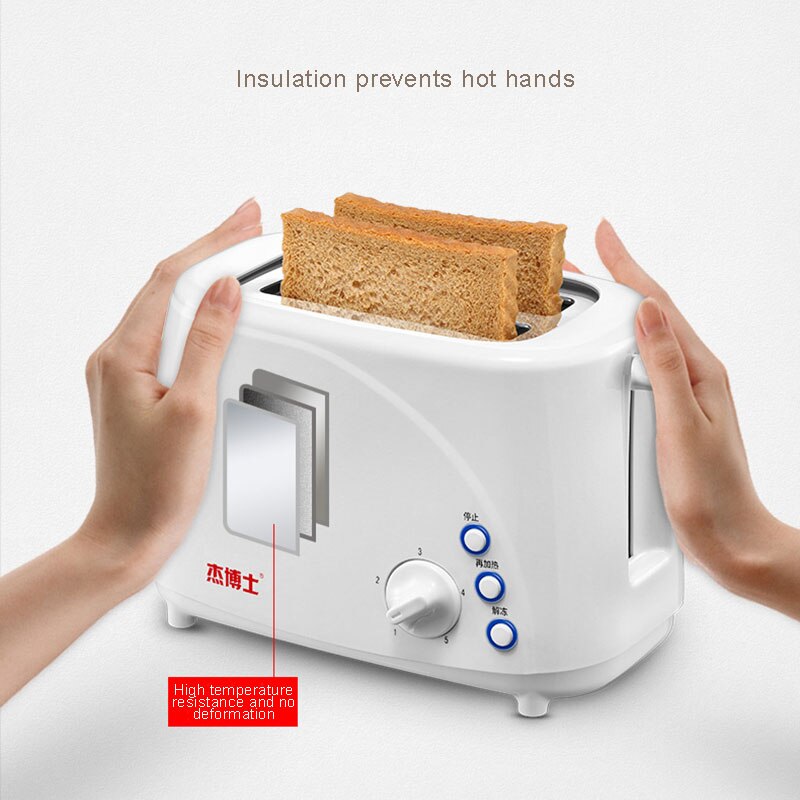 Insulation prevents hot hands
停止
3
再加热
2
4
杰博士®
解冻
1
5
High temperature
resistance and no
deformation